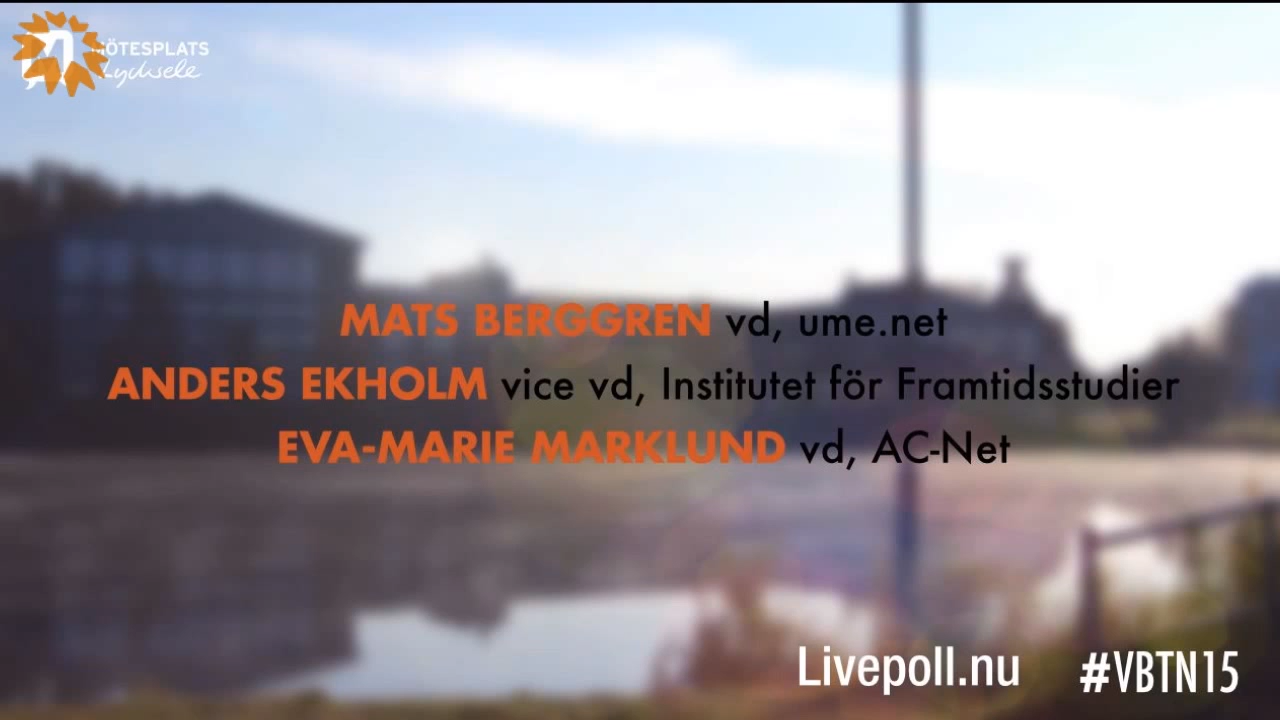 MÖTESPLATS
Lycksele
MATS BERGGREN vd, ume.net
ANDERS EKHOLM vice vd, Institutet för Framtidsstudier
EVA-MARIE MARKLUND vd, AC-Net
Livepoll.nu #VBTN15